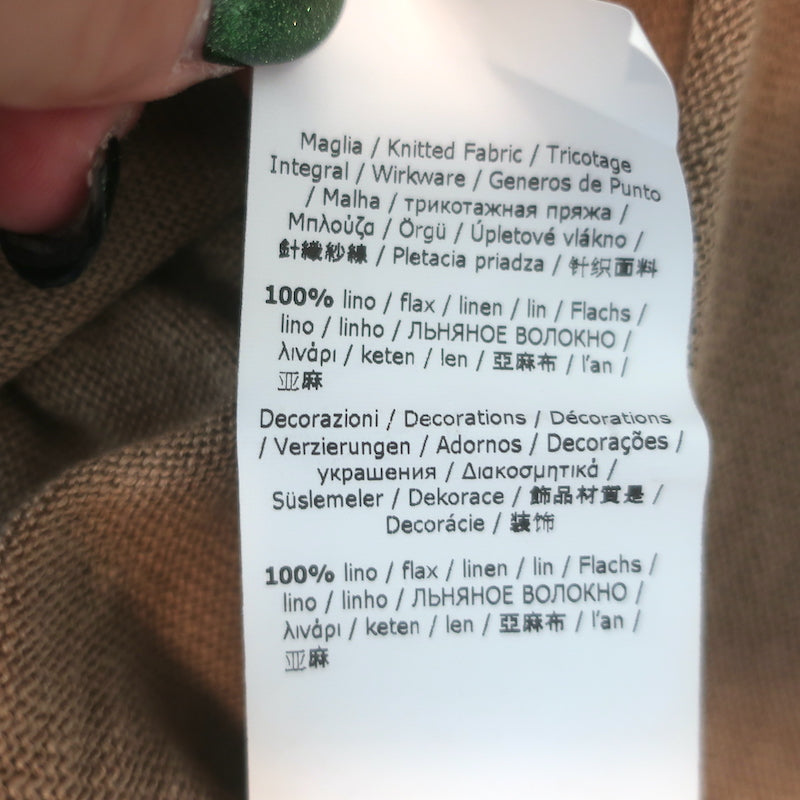 Maglia / Knitted Fabric / Tricotage
Integral / Wirkware / Generos de Punto
/ Malha / трикотажная пряжа /
Μπλούζα / Örgü / Úpletové vlákno /
針織紗線 / Pletacia priadza / 针织面料
100% lino / flax / linen / lin / Flachs /
lino / linho / ЛЬНЯНОЕ ВОЛОКНО /
λινάρι / keten / len / 亞麻布 / l'an /
亚麻
Decorazioni / Decorations / Décorations
/ Verzierungen / Adornos / Decorações /
украшения / Διακοσμητικά /
Süslemeler / Dekorace / 飾品材質是 /
Decorácie / 装饰
100% lino / flax / linen / lin / Flachs /
lino / linho / ЛЬНЯНОЕ ВОЛОКНО /
λινάρι / keten / len / 亞麻布 / l'an /
亚麻